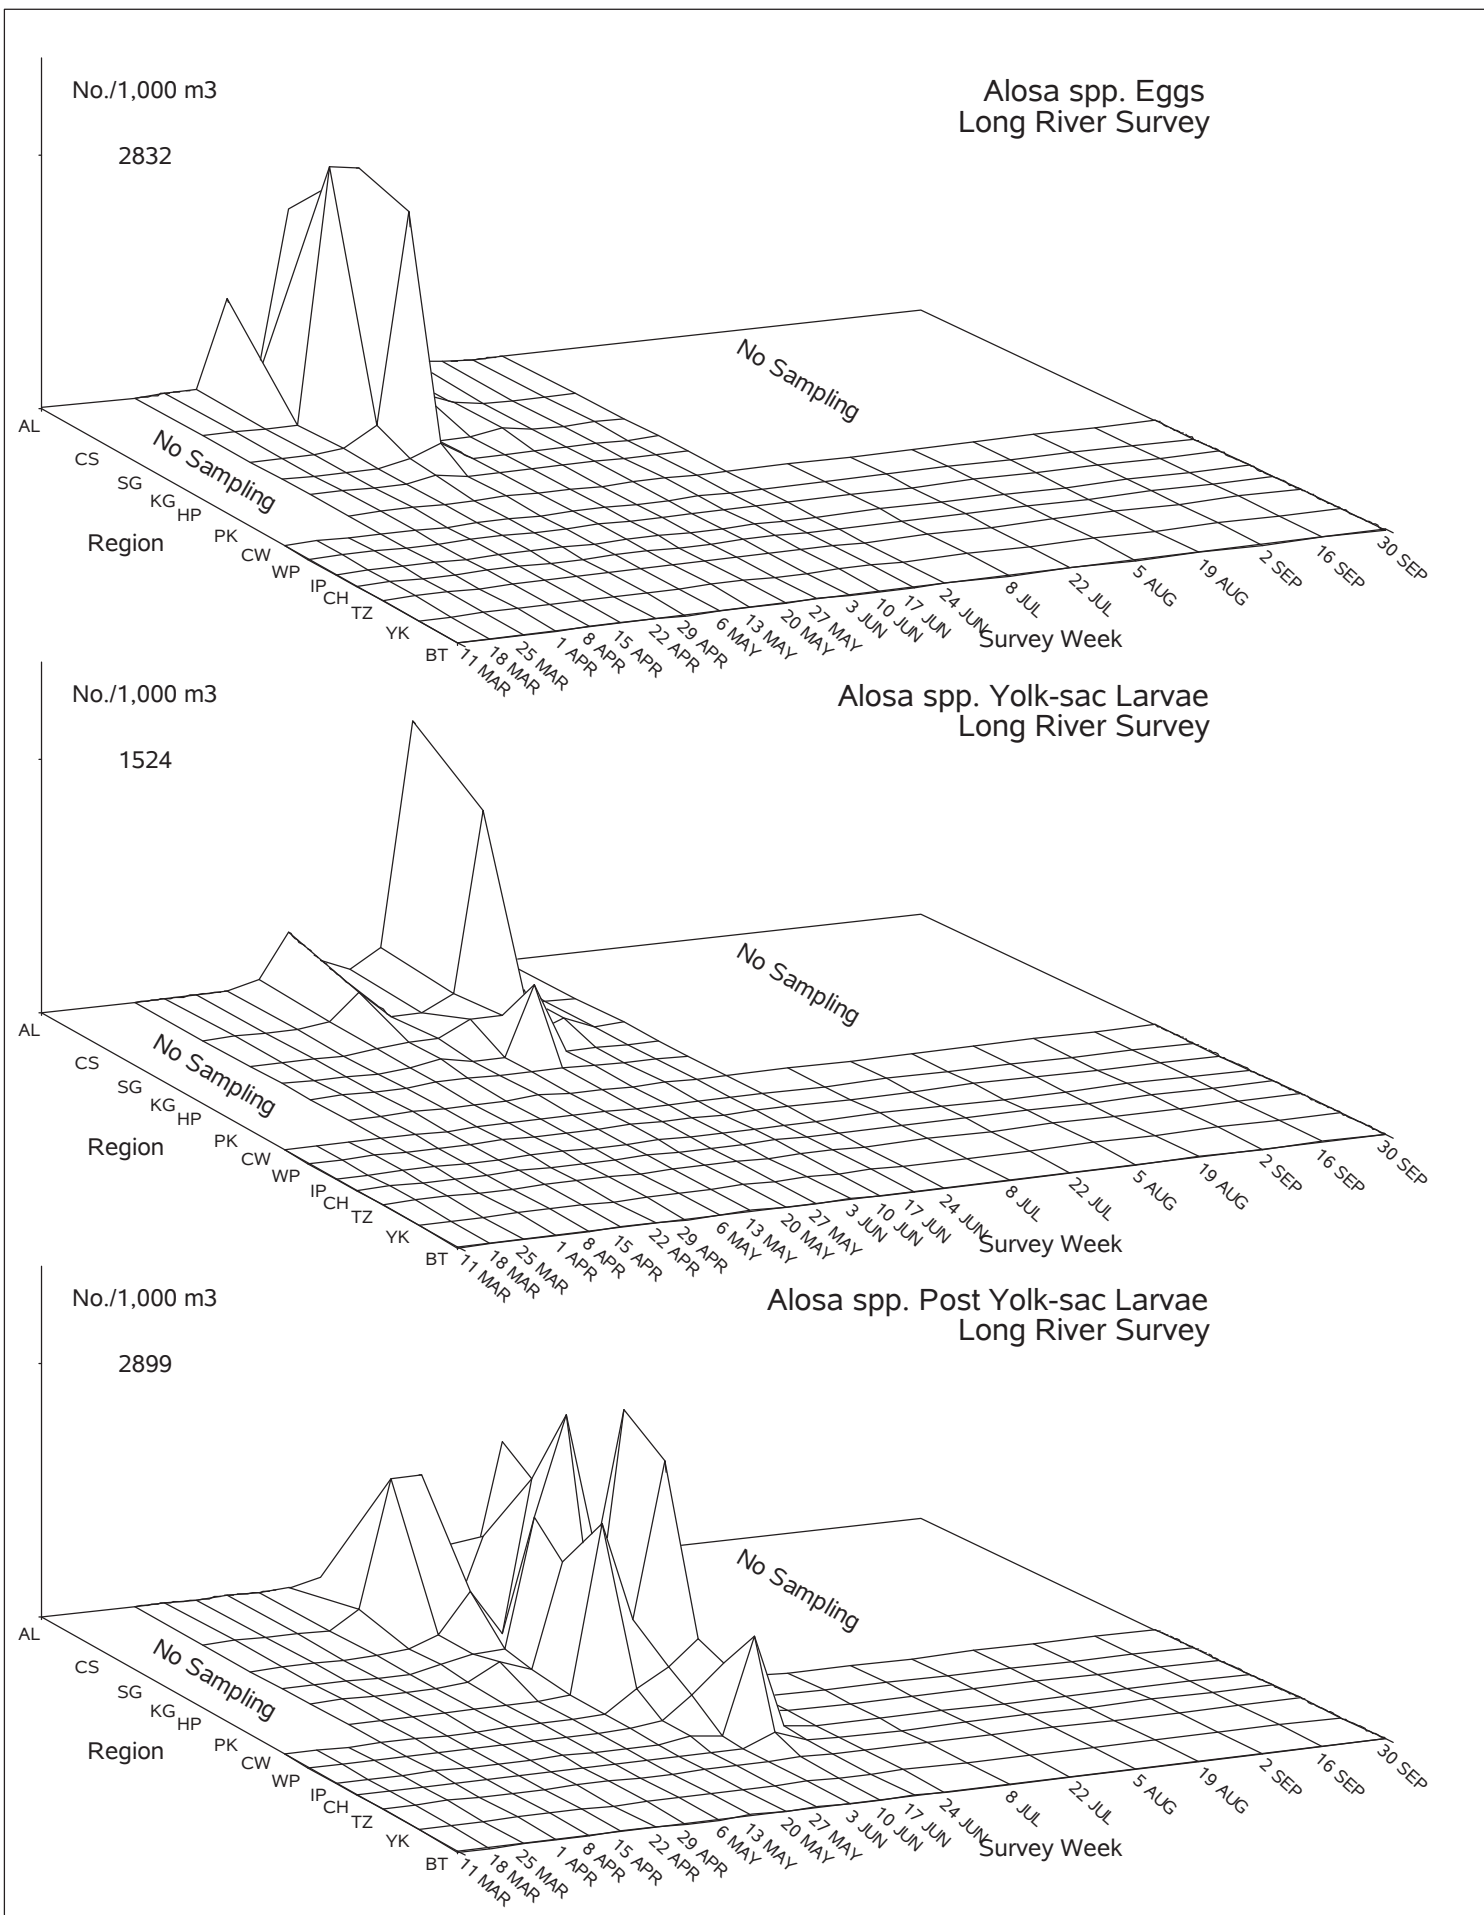 No./1,000 m3
Alosa spp. Eggs
Long River Survey
2832
No Sampling
No Sampling
AL
CS
SG
KG
HP
PK
CW
WP
IP
CH
TZ
YK
BT
Region
11 MAR
18 MAR
25 MAR
1 APR
8 APR
15 APR
22 APR
29 APR
6 MAY
13 MAY
20 MAY
27 MAY
3 JUN
10 JUN
17 JUN
24 JUN
8 JUL
22 JUL
5 AUG
19 AUG
2 SEP
16 SEP
30 SEP
Survey Week
No./1,000 m3
Alosa spp. Yolk-sac Larvae
Long River Survey
1524
No Sampling
No Sampling
AL
CS
SG
KG
HP
PK
CW
WP
IP
CH
TZ
YK
BT
Region
11 MAR
18 MAR
25 MAR
1 APR
8 APR
15 APR
22 APR
29 APR
6 MAY
13 MAY
20 MAY
27 MAY
3 JUN
10 JUN
17 JUN
24 JUN
8 JUL
22 JUL
5 AUG
19 AUG
2 SEP
16 SEP
30 SEP
Survey Week
No./1,000 m3
Alosa spp. Post Yolk-sac Larvae
Long River Survey
2899
No Sampling
No Sampling
AL
CS
SG
KG
HP
PK
CW
WP
IP
CH
TZ
YK
BT
Region
11 MAR
18 MAR
25 MAR
1 APR
8 APR
15 APR
22 APR
29 APR
6 MAY
13 MAY
20 MAY
27 MAY
3 JUN
10 JUN
17 JUN
24 JUN
8 JUL
22 JUL
5 AUG
19 AUG
2 SEP
16 SEP
30 SEP
Survey Week